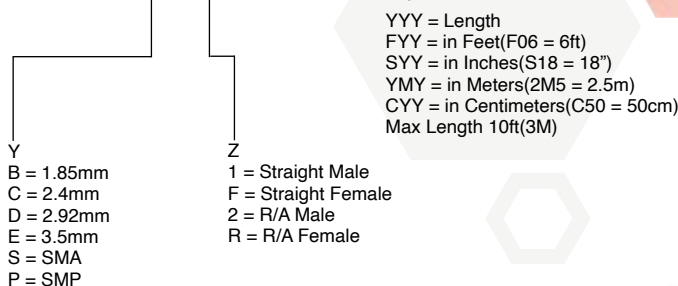 YYY = Length
FYY = in Feet(F06 = 6ft)
SYY = in Inches(S18 = 18”)
YMY = in Meters(2M5 = 2.5m)
CYY = in Centimeters(C50 = 50cm)
Max Length 10ft(3M)
Y
B = 1.85mm
C = 2.4mm
D = 2.92mm
E = 3.5mm
S = SMA
P = SMP
Z
1 = Straight Male
F = Straight Female
2 = R/A Male
R = R/A Female